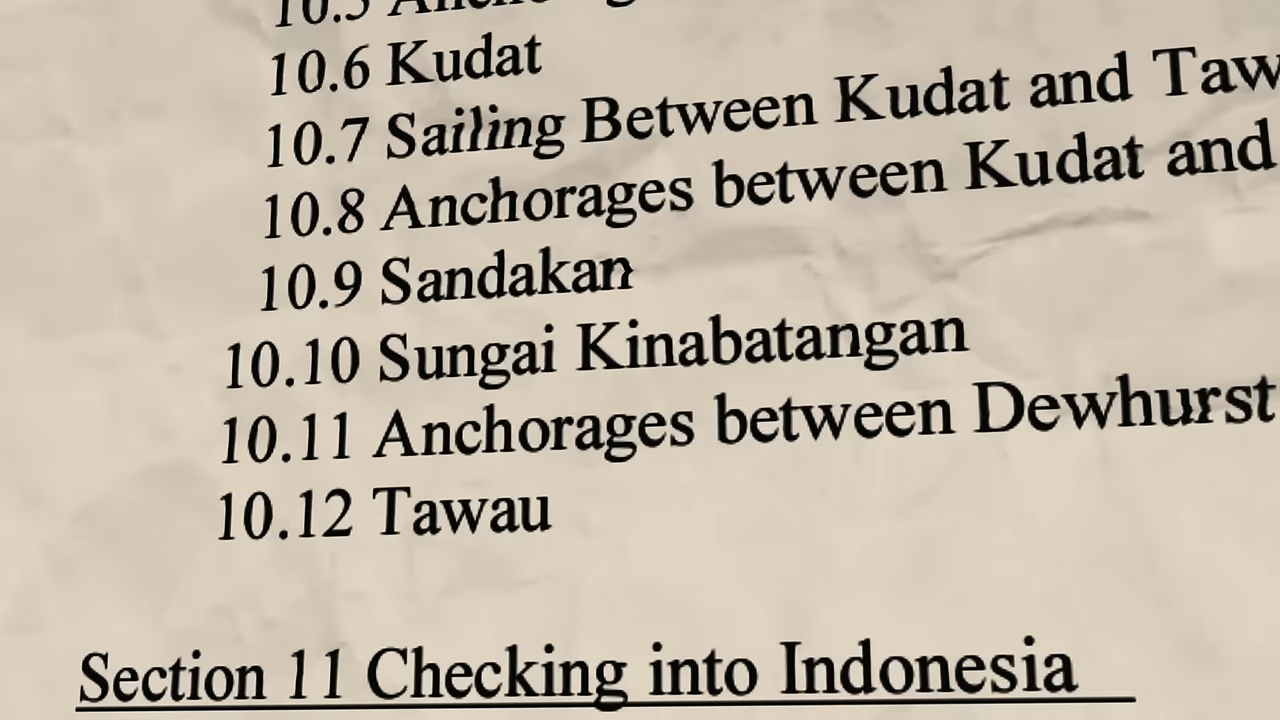 10.6 Kudat
10.7 Sailing Between Kudat and
10.8 Anchorages between Kudat and
10.9 Sandakan
10.10 Sungai Kinabatangan
10.11 Anchorages between Dewhurst
10.12 Tawau
Section 11 Checking into Indonesia